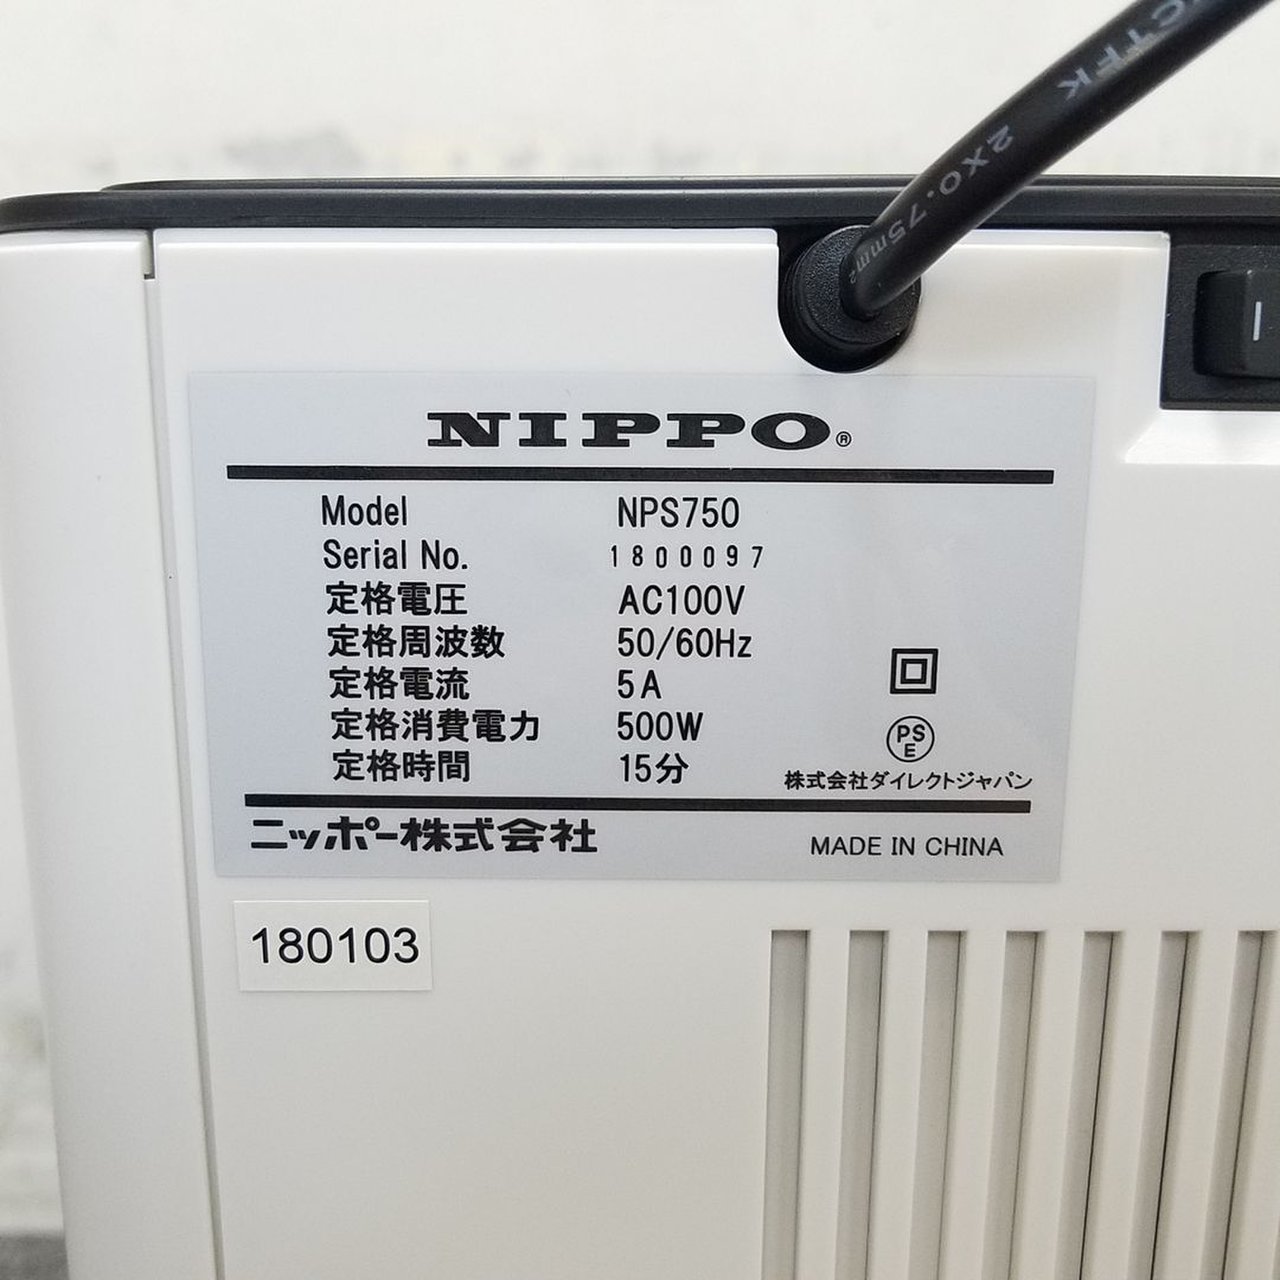 VCTFK 2X0.75mm²
NIPPO®
Model NPS750
Serial No. 1800097
定格電圧 AC100V
定格周波数 50/60Hz
定格電流 5A
定格消費電力 500W
定格時間 15分
PS
E
株式会社ダイレクトジャパン
ニッポー株式会社
MADE IN CHINA
180103